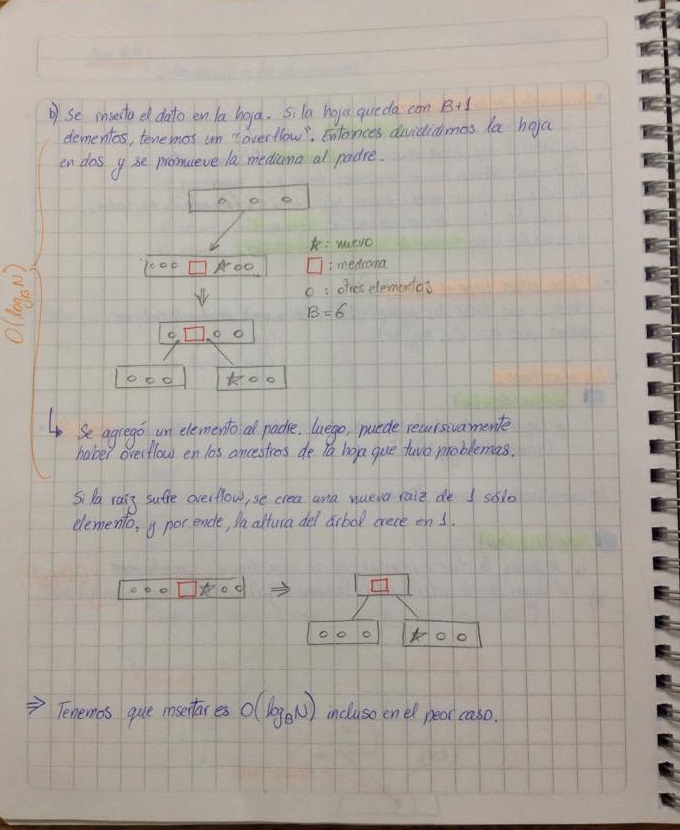 b) Se inserta el dato en la hoja. Si la hoja queda con B+1
elementos, tenemos un "overflow". Entonces dividirimos la hoja
en dos y se promueve la mediana al padre.
☆: nuevo
□: mediana
o: otros elementos
B=6
O(log_B N)
↳ Se agregó un elemento al padre. Luego, puede recursivamente
haber overflow en los ancestros de la hoja que tuvo problemas.
Si la raíz sufre overflow, se crea una nueva raíz de 1 sólo
elemento, y por ende, la altura del árbol crece en 1.
⇒ Tenemos que insertar es O(log_B N) incluso en el peor caso.